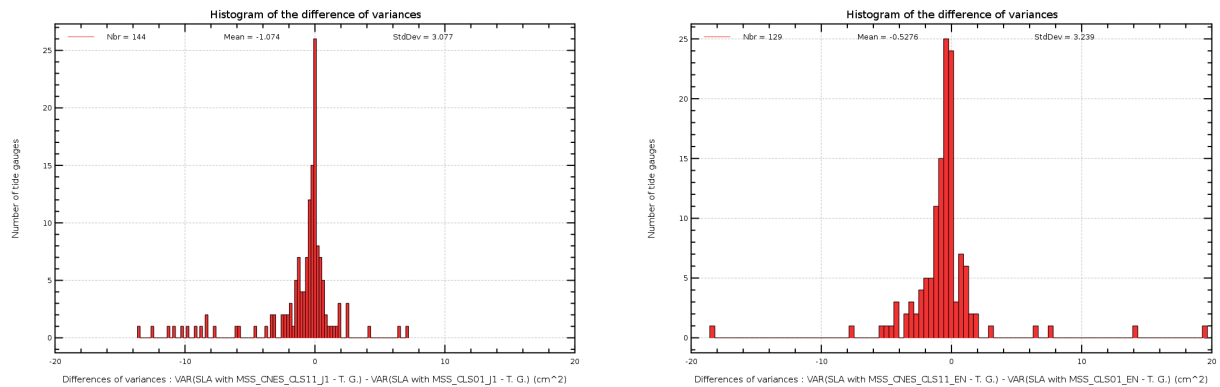 Histogram of the difference of variances
Nbr = 144 Mean = -1.074 StdDev = 3.077
25
20
15
10
5
0
Number of tide gauges
-20 -10 0 10 20
Differences of variances : VAR(SLA with MSS_CNES_CLS11_J1 - T. G.) - VAR(SLA with MSS_CLS01_J1 - T. G.) (cm^2)
Histogram of the difference of variances
Nbr = 129 Mean = -0.5276 StdDev = 3.239
25
20
15
10
5
0
Number of tide gauges
-20 -10 0 10 20
Differences of variances : VAR(SLA with MSS_CNES_CLS11_EN - T. G.) - VAR(SLA with MSS_CLS01_EN - T. G.) (cm^2)